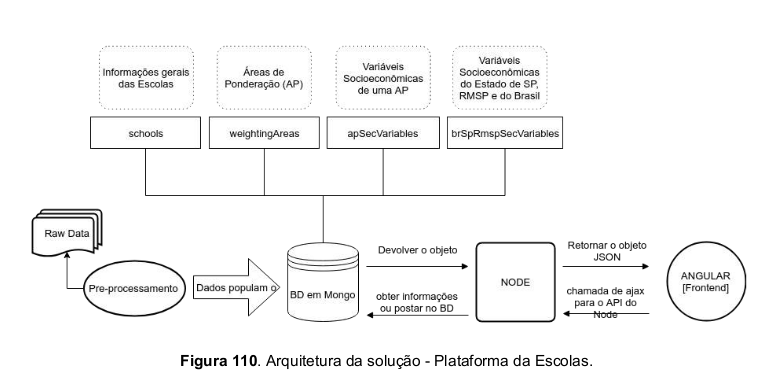 Informações gerais
das Escolas
Áreas de
Ponderação (AP)
Variáveis
Socioeconômicas
de uma AP
Variáveis
Socioeconômicas
do Estado de SP,
RMSP e do Brasil
schools
weightingAreas
apSecVariables
brSpRmspSecVariables
Raw Data
Pre-processamento
Dados populam o
BD em Mongo
Devolver o objeto
obter informações
ou postar no BD
NODE
Retornar o objeto
JSON
chamada de ajax
para o API do
Node
ANGULAR
[Frontend]
Figura 110. Arquitetura da solução - Plataforma da Escolas.